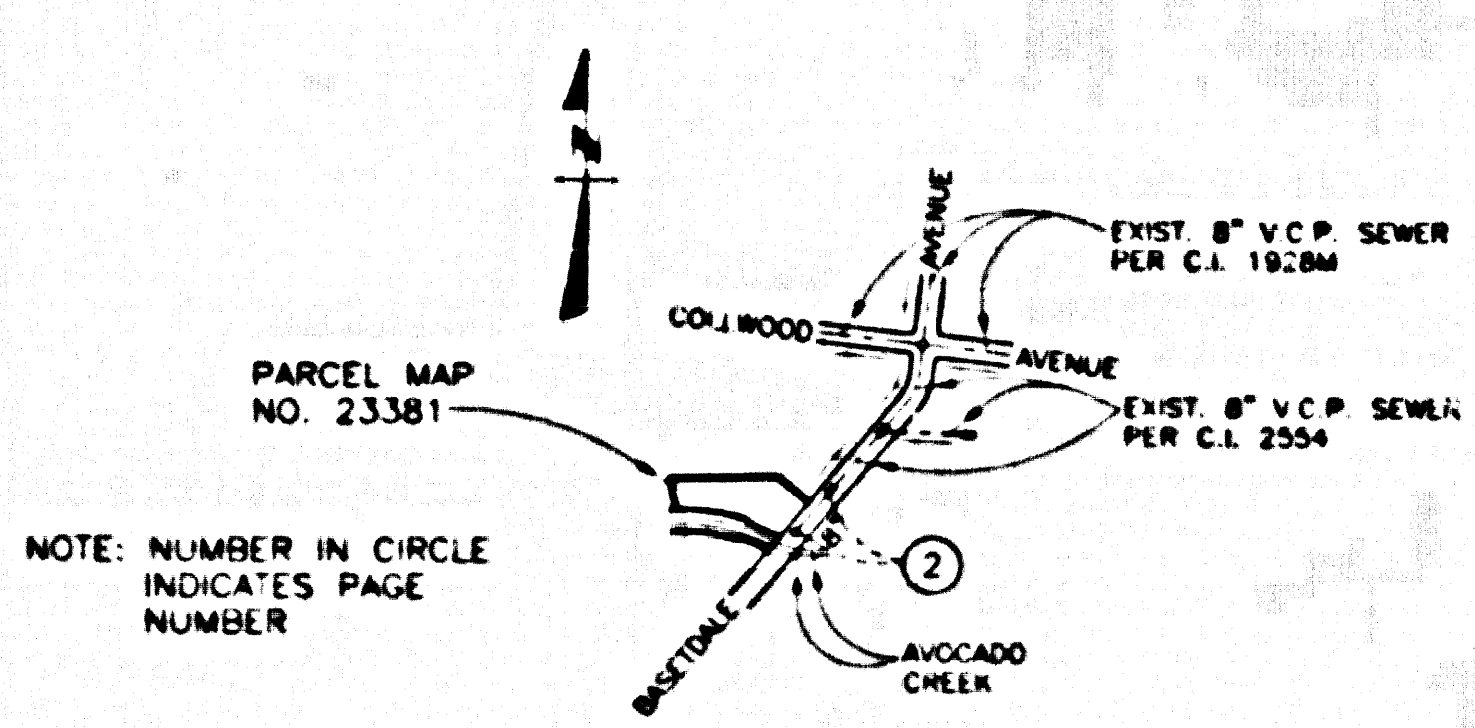 N
AVENUE
EXIST. 8" V.C.P. SEWER
PER C.I. 1928M
COLLWOOD
AVENUE
PARCEL MAP
NO. 23381
EXIST. 8" V.C.P. SEWER
PER C.I. 2554
NOTE: NUMBER IN CIRCLE
INDICATES PAGE
NUMBER
2
BASETDALE
AVOCADO
CREEK